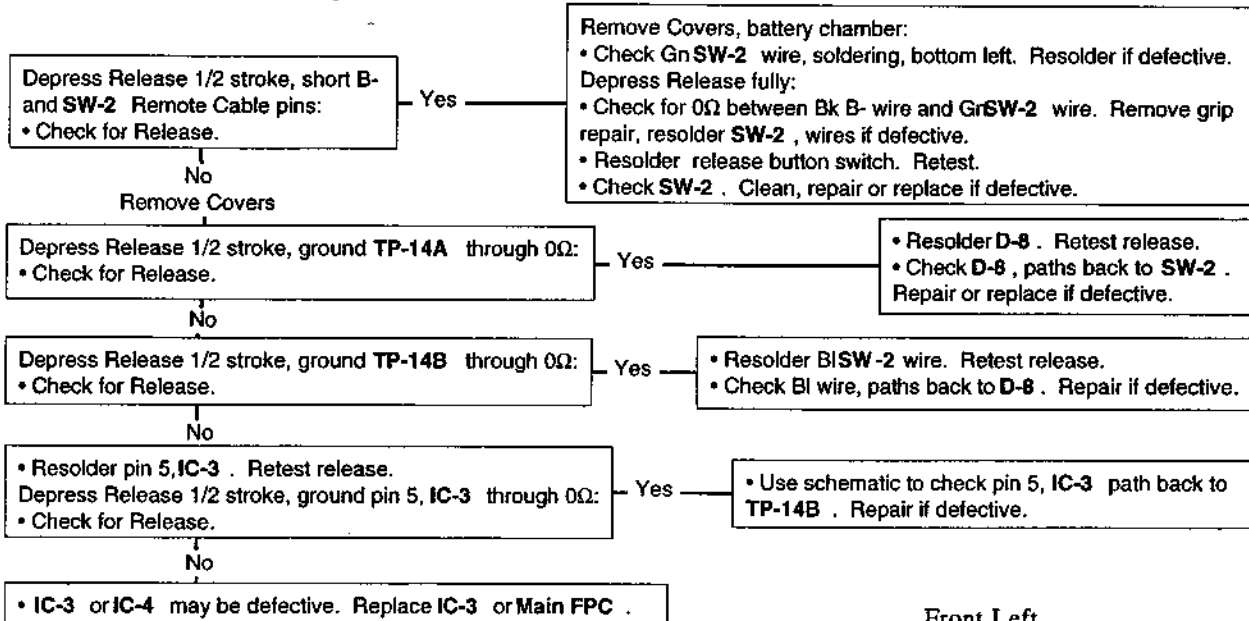 Depress Release 1/2 stroke, short B-
and SW-2 Remote Cable pins:
• Check for Release.
Yes
Remove Covers, battery chamber:
• Check Gn SW-2 wire, soldering, bottom left. Resolder if defective.
Depress Release fully:
• Check for 0Ω between Bk B- wire and GnSW-2 wire. Remove grip
repair, resolder SW-2 , wires if defective.
• Resolder release button switch. Retest.
• Check SW-2 . Clean, repair or replace if defective.
No
Remove Covers
Depress Release 1/2 stroke, ground TP-14A through 0Ω:
• Check for Release.
Yes
• Resolder D-8 . Retest release.
• Check D-8 , paths back to SW-2 .
Repair or replace if defective.
No
Depress Release 1/2 stroke, ground TP-14B through 0Ω:
• Check for Release.
Yes
• Resolder BlSW-2 wire. Retest release.
• Check Bl wire, paths back to D-8 . Repair if defective.
No
• Resolder pin 5, IC-3 . Retest release.
Depress Release 1/2 stroke, ground pin 5, IC-3 through 0Ω:
• Check for Release.
Yes
• Use schematic to check pin 5, IC-3 path back to
TP-14B . Repair if defective.
No
• IC-3 or IC-4 may be defective. Replace IC-3 or Main FPC .
Front Left